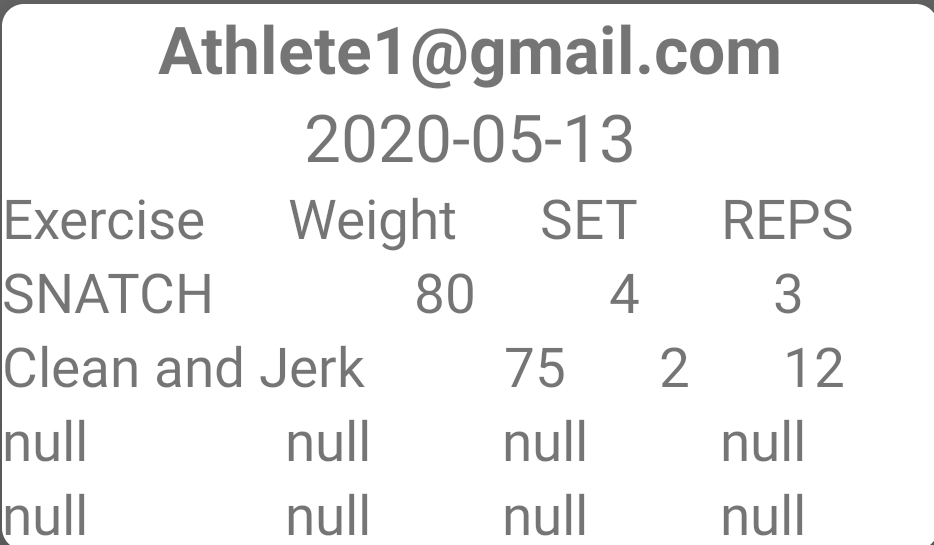 Athlete1@gmail.com
2020-05-13
Exercise Weight SET REPS
SNATCH 80 4 3
Clean and Jerk 75 2 12
null null null null
null null null null